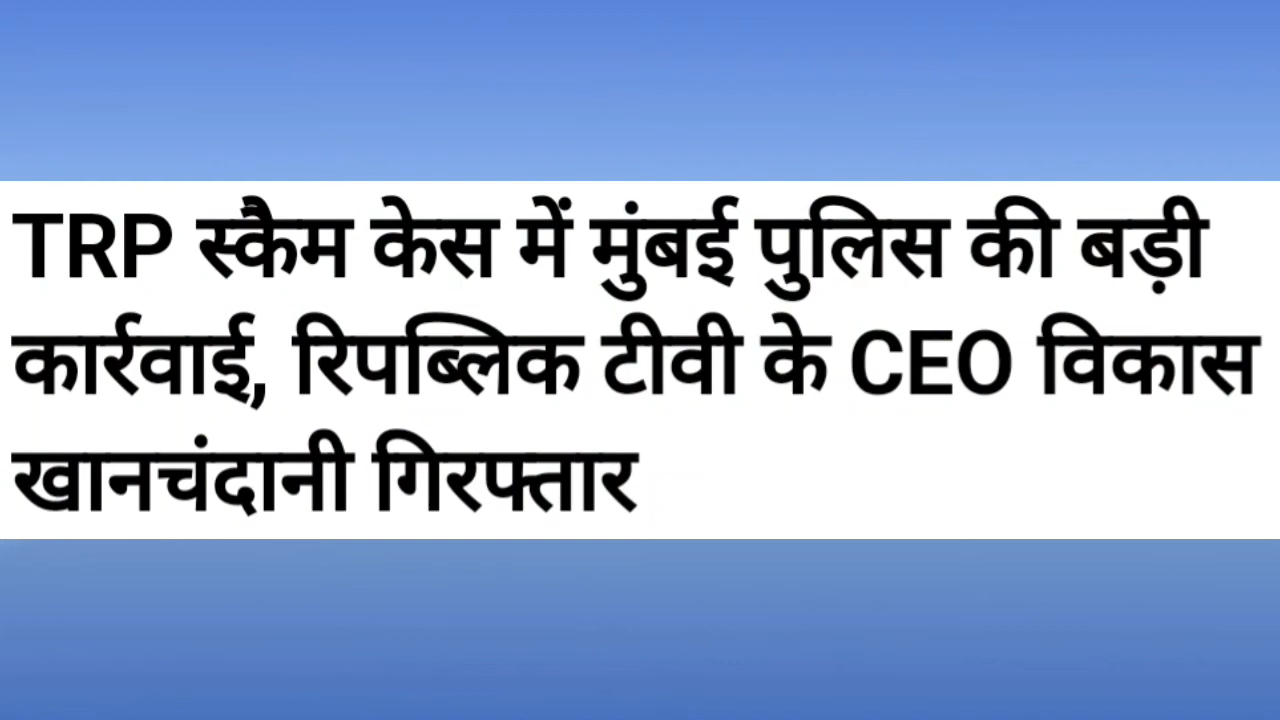 TRP स्कैम केस में मुंबई पुलिस की बड़ी
कार्रवाई, रिपब्लिक टीवी के CEO विकास
खानचंदानी गिरफ्तार